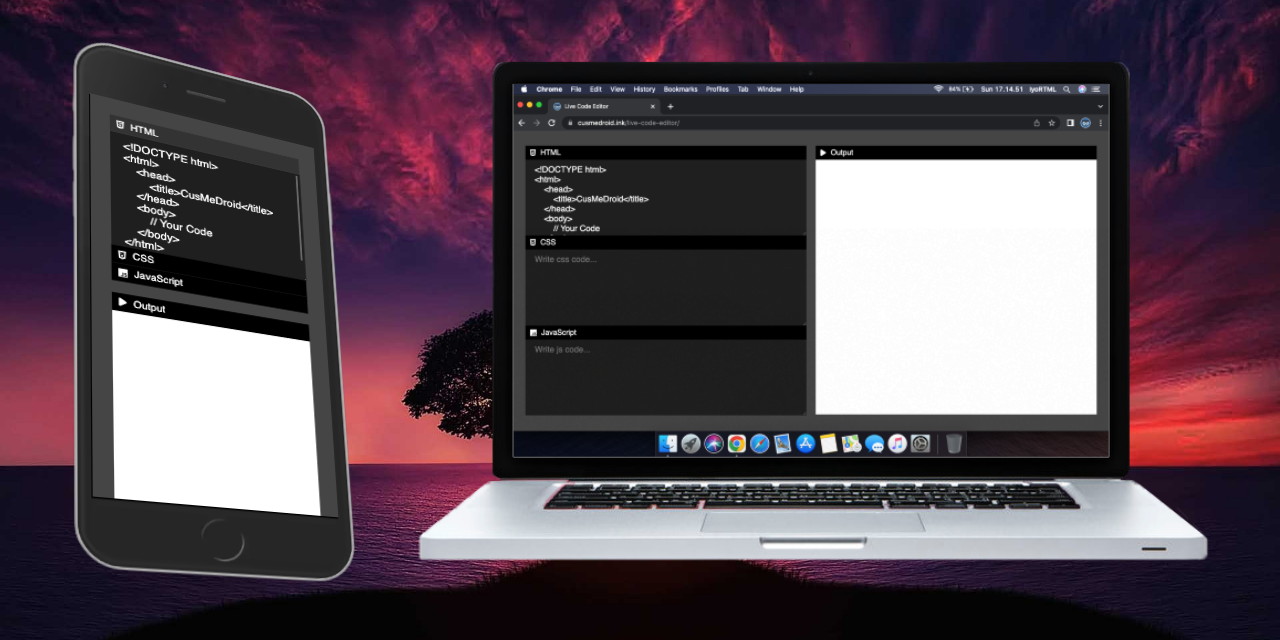 HTML
<!DOCTYPE html>
<html>
<head>
<title>CusMeDroid</title>
</head>
<body>
// Your Code
</body>
</html>
CSS
JavaScript
Output
Chrome File Edit View History Bookmarks Profiles Tab Window Help 84% Sun 17.14.51 IyoRTML
Live Code Editor
cusmedroid.ink/live-code-editor/
HTML
<!DOCTYPE html>
<html>
<head>
<title>CusMeDroid</title>
</head>
<body>
// Your Code
CSS
Write css code...
JavaScript
Write js code...
Output